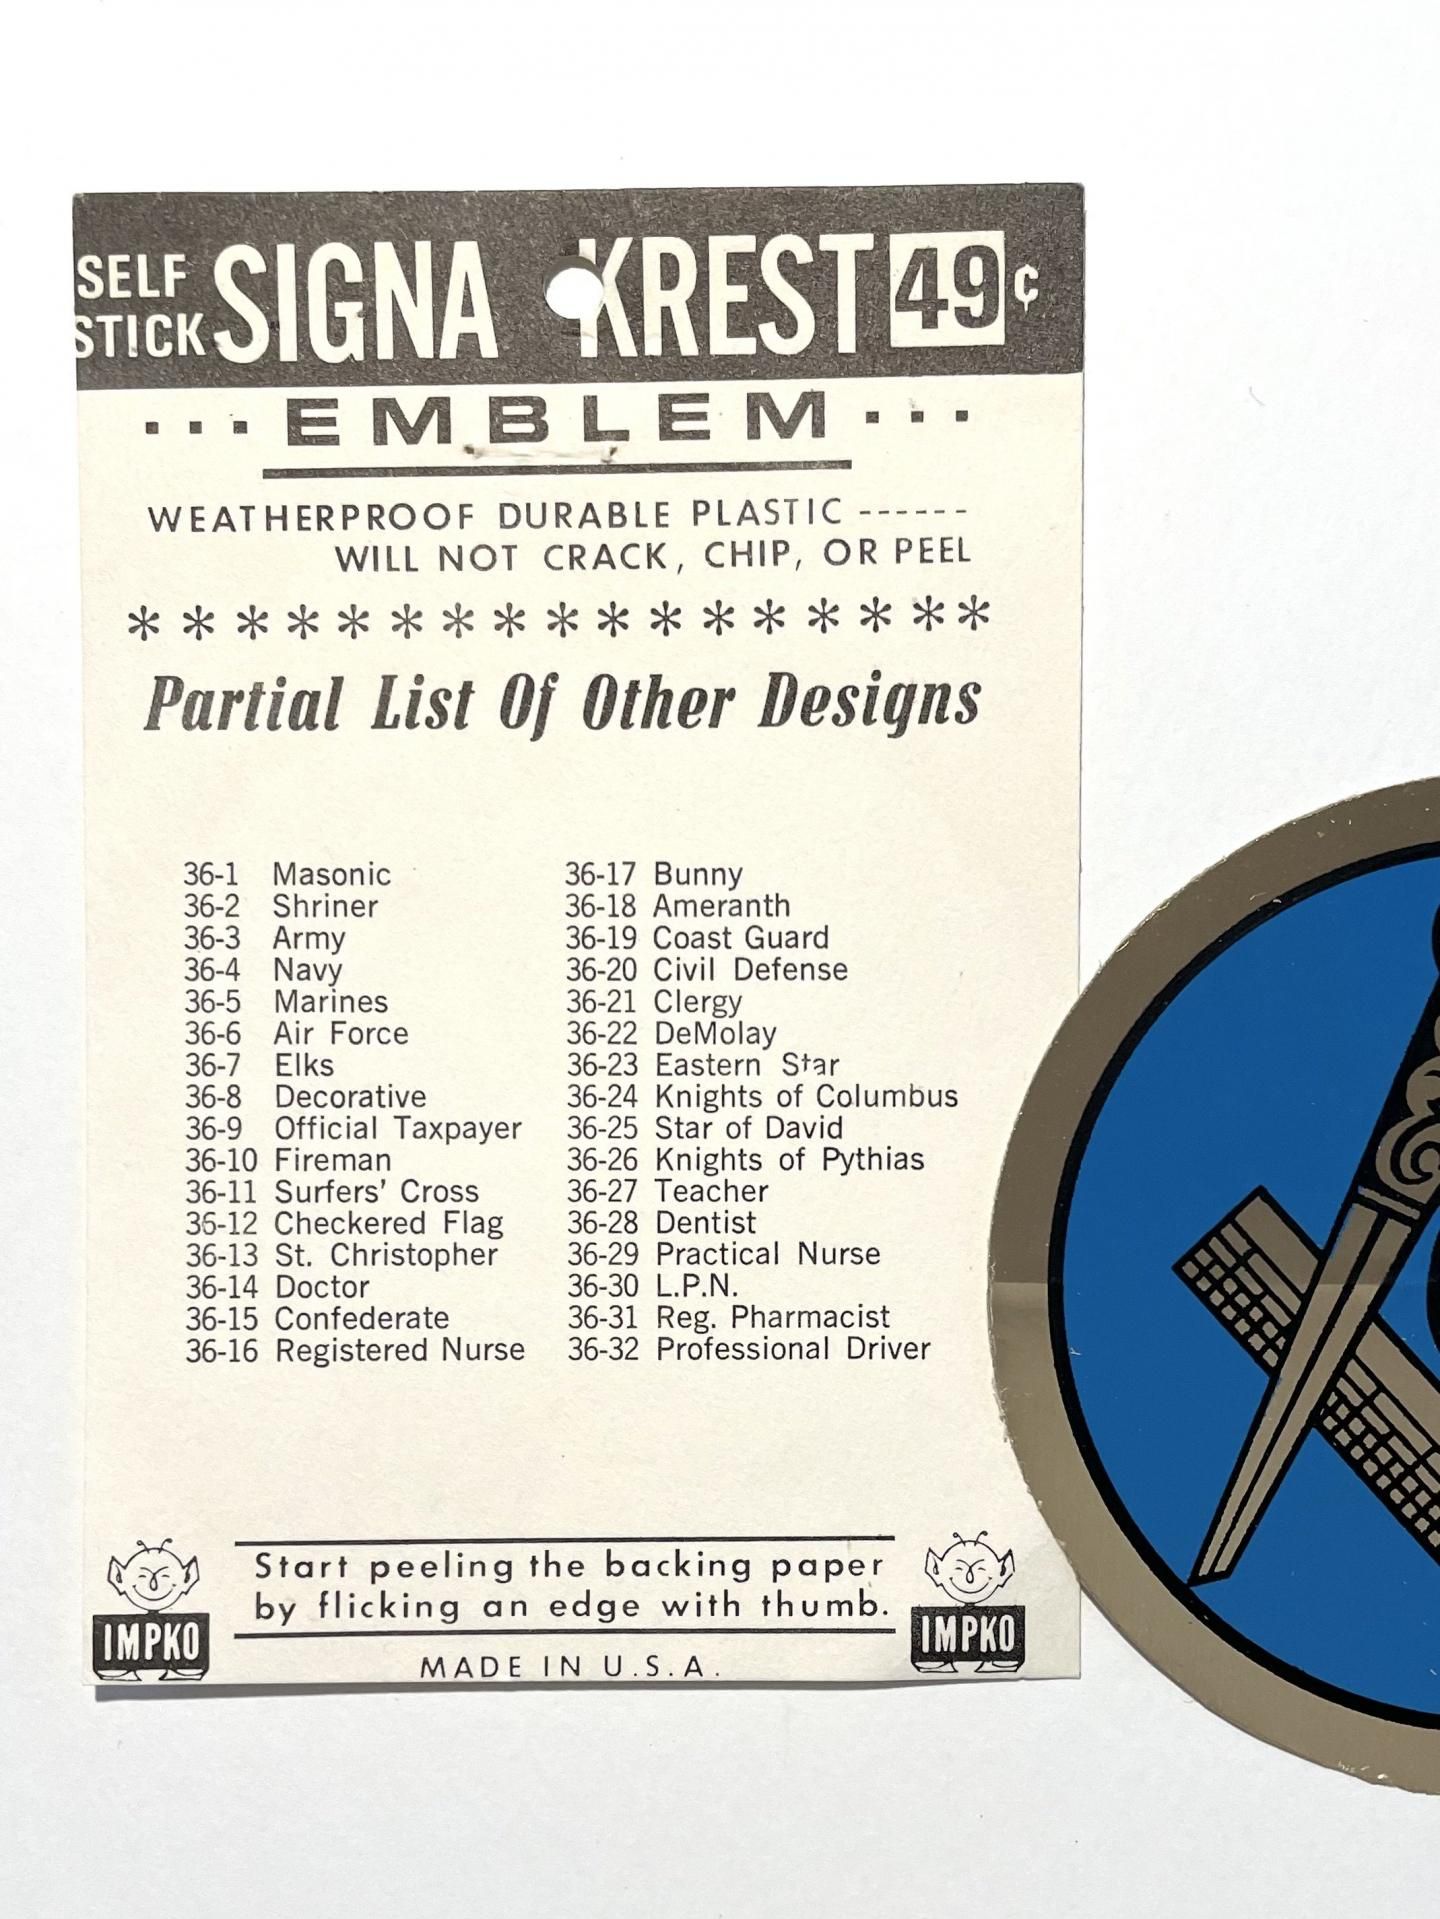 SELF STICK SIGNA KREST 49¢
... EMBLEM ...
WEATHERPROOF DURABLE PLASTIC ------
WILL NOT CRACK, CHIP, OR PEEL
* * * * * * * * * * * * * * * * *
Partial List Of Other Designs
36-1 Masonic
36-2 Shriner
36-3 Army
36-4 Navy
36-5 Marines
36-6 Air Force
36-7 Elks
36-8 Decorative
36-9 Official Taxpayer
36-10 Fireman
36-11 Surfers' Cross
36-12 Checkered Flag
36-13 St. Christopher
36-14 Doctor
36-15 Confederate
36-16 Registered Nurse
36-17 Bunny
36-18 Ameranth
36-19 Coast Guard
36-20 Civil Defense
36-21 Clergy
36-22 DeMolay
36-23 Eastern Star
36-24 Knights of Columbus
36-25 Star of David
36-26 Knights of Pythias
36-27 Teacher
36-28 Dentist
36-29 Practical Nurse
36-30 L.P.N.
36-31 Reg. Pharmacist
36-32 Professional Driver
Start peeling the backing paper
by flicking an edge with thumb.
IMPKO
IMPKO
MADE IN U.S.A.